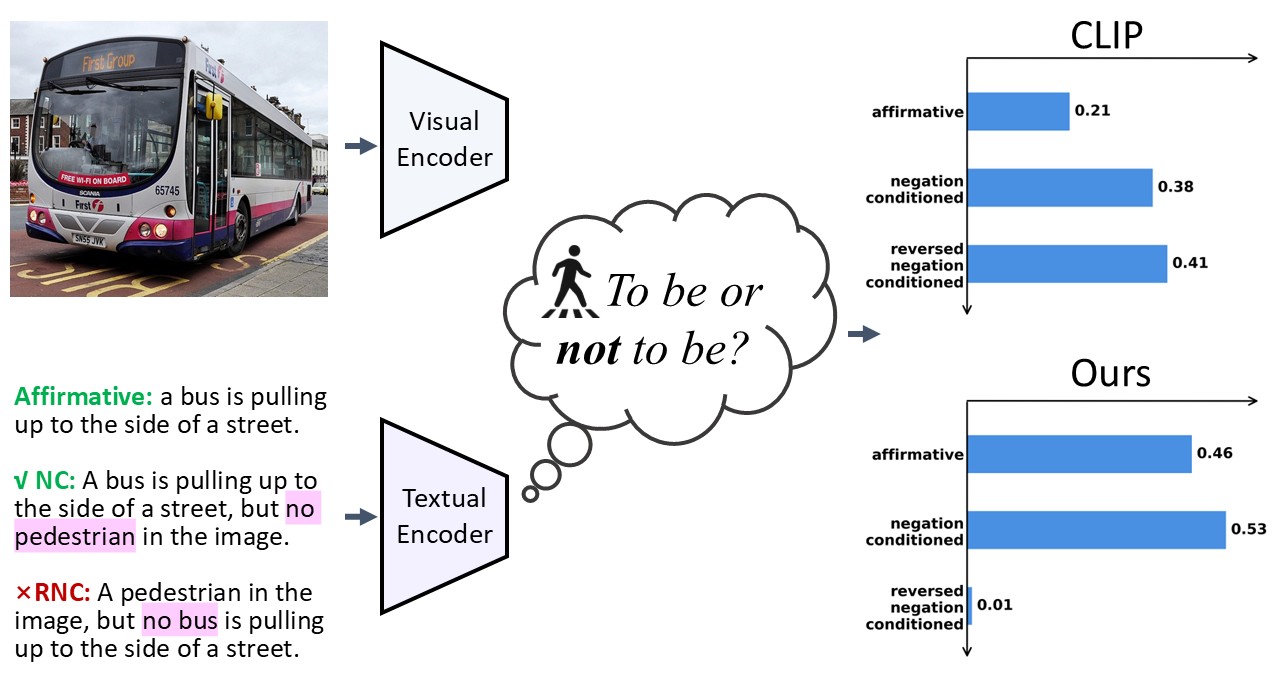 First Group
First
FREE WI-FI ON BOARD
SCANIA
65745
First
SN55 JVK
Visual
Encoder
To be or
not to be?
Affirmative: a bus is pulling
up to the side of a street.
√ NC: A bus is pulling up to
the side of a street, but no
pedestrian in the image.
×RNC: A pedestrian in the
image, but no bus is pulling
up to the side of a street.
Textual
Encoder
CLIP
affirmative 0.21
negation
conditioned 0.38
reversed
negation
conditioned 0.41
Ours
affirmative 0.46
negation
conditioned 0.53
reversed
negation
conditioned 0.01